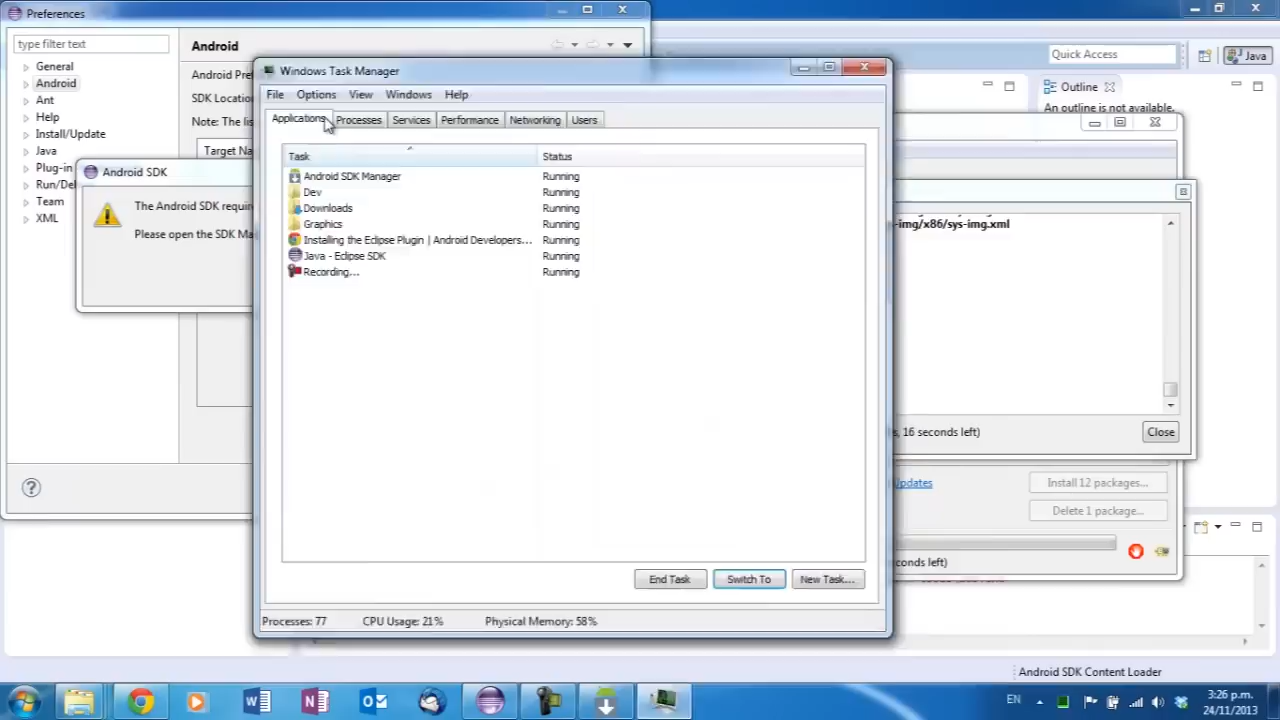 Preferences
type filter text
General
Android
Ant
Help
Install/Update
Java
Plug-in
Run/De
Team
XML
Android
Android Pre
SDK Locatio
Note: The lis
Target Na
Android SDK
The Android SDK requir
Please open the SDK Ma
Windows Task Manager
File Options View Windows Help
Applications Processes Services Performance Networking Users
Task Status
Android SDK Manager Running
Dev Running
Downloads Running
Graphics Running
Installing the Eclipse Plugin | Android Developers... Running
Java - Eclipse SDK Running
Recording... Running
End Task Switch To New Task...
Processes: 77 CPU Usage: 21% Physical Memory: 58%
Quick Access
Java
Outline
An outline is not available.
-img/x86/sys-img.xml
, 16 seconds left)
Close
Updates
Install 12 packages...
Delete 1 package...
conds left)
Android SDK Content Loader
EN
3:26 p.m.
24/11/2013